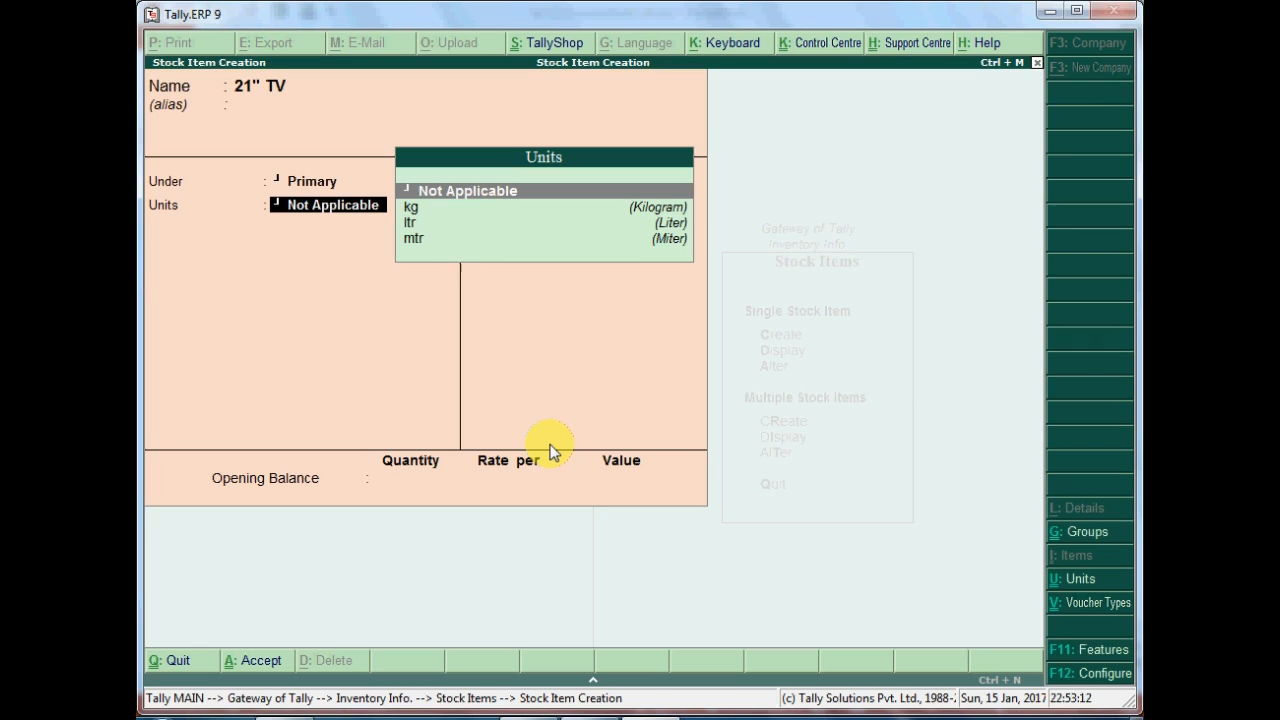 Tally.ERP 9
P: Print E: Export M: E-Mail O: Upload S: TallyShop G: Language K: Keyboard K: Control Centre H: Support Centre H: Help F3: Company
Stock Item Creation Stock Item Creation Ctrl + M
F3: New Company
Name : 21" TV
(alias) :
Units
Under : Primary
Not Applicable
Units : Not Applicable
kg (Kilogram)
ltr (Liter)
mtr (Miter)
Gateway of Tally
Inventory Info.
Stock Items
Single Stock Item
Create
Display
Alter
Multiple Stock Items
CReate
DIsplay
AlTer
Quit
Quantity Rate per Value
Opening Balance :
L: Details
G: Groups
I: Items
U: Units
V: Voucher Types
F11: Features
F12: Configure
Q: Quit A: Accept D: Delete
Ctrl + N
Tally MAIN --> Gateway of Tally --> Inventory Info. --> Stock Items --> Stock Item Creation (c) Tally Solutions Pvt. Ltd., 1988-2 Sun, 15 Jan, 2017 22:53:12